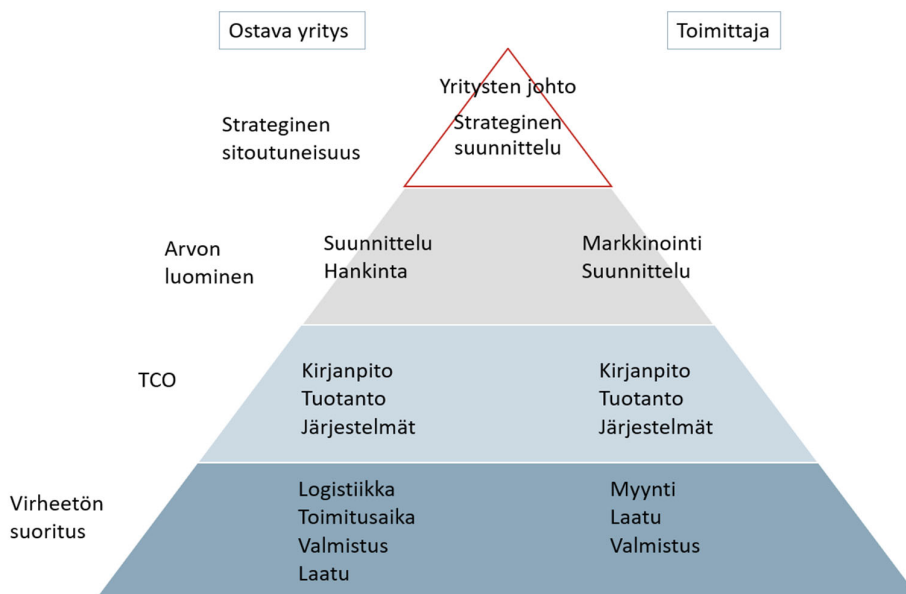 Ostava yritys
Toimittaja
Yritysten johto
Strateginen
sitoutuneisuus
Strateginen
suunnittelu
Arvon
luominen
Suunnittelu
Hankinta
Markkinointi
Suunnittelu
TCO
Kirjanpito
Tuotanto
Järjestelmät
Kirjanpito
Tuotanto
Järjestelmät
Virheetön
suoritus
Logistiikka
Toimitusaika
Valmistus
Laatu
Myynti
Laatu
Valmistus